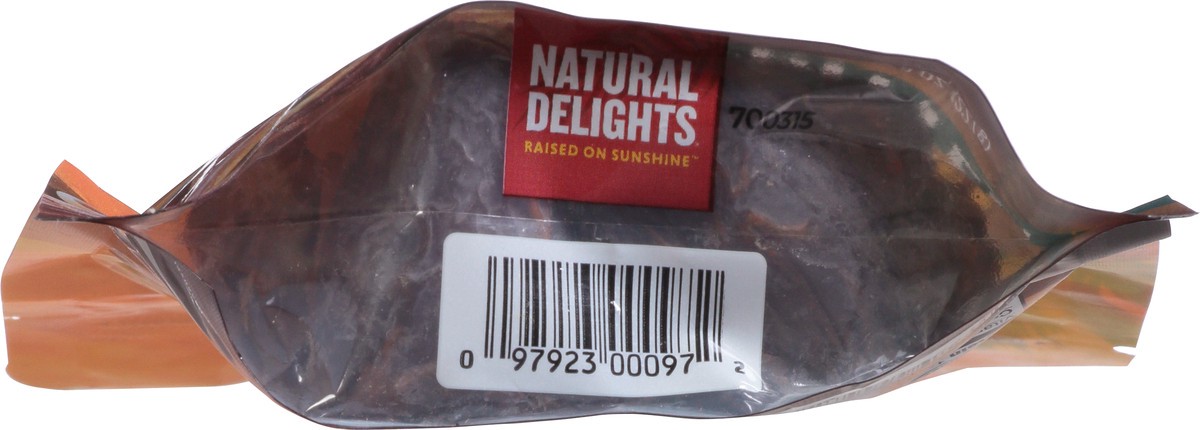 NATURAL
DELIGHTS
RAISED ON SUNSHINE™
700315
0 97923 00097 2